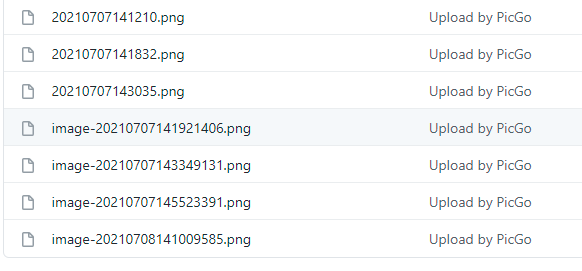 20210707141210.png Upload by PicGo
20210707141832.png Upload by PicGo
20210707143035.png Upload by PicGo
image-20210707141921406.png Upload by PicGo
image-20210707143349131.png Upload by PicGo
image-20210707145523391.png Upload by PicGo
image-20210708141009585.png Upload by PicGo